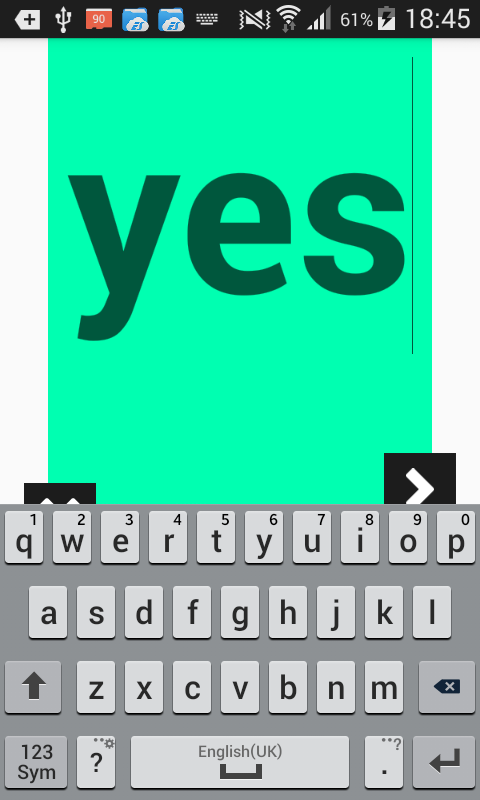 90 61% 18:45
yes
1 2 3 4 5 6 7 8 9 0
q w e r t y u i o p
a s d f g h j k l
z x c v b n m
123 Sym ? English(UK) . ?